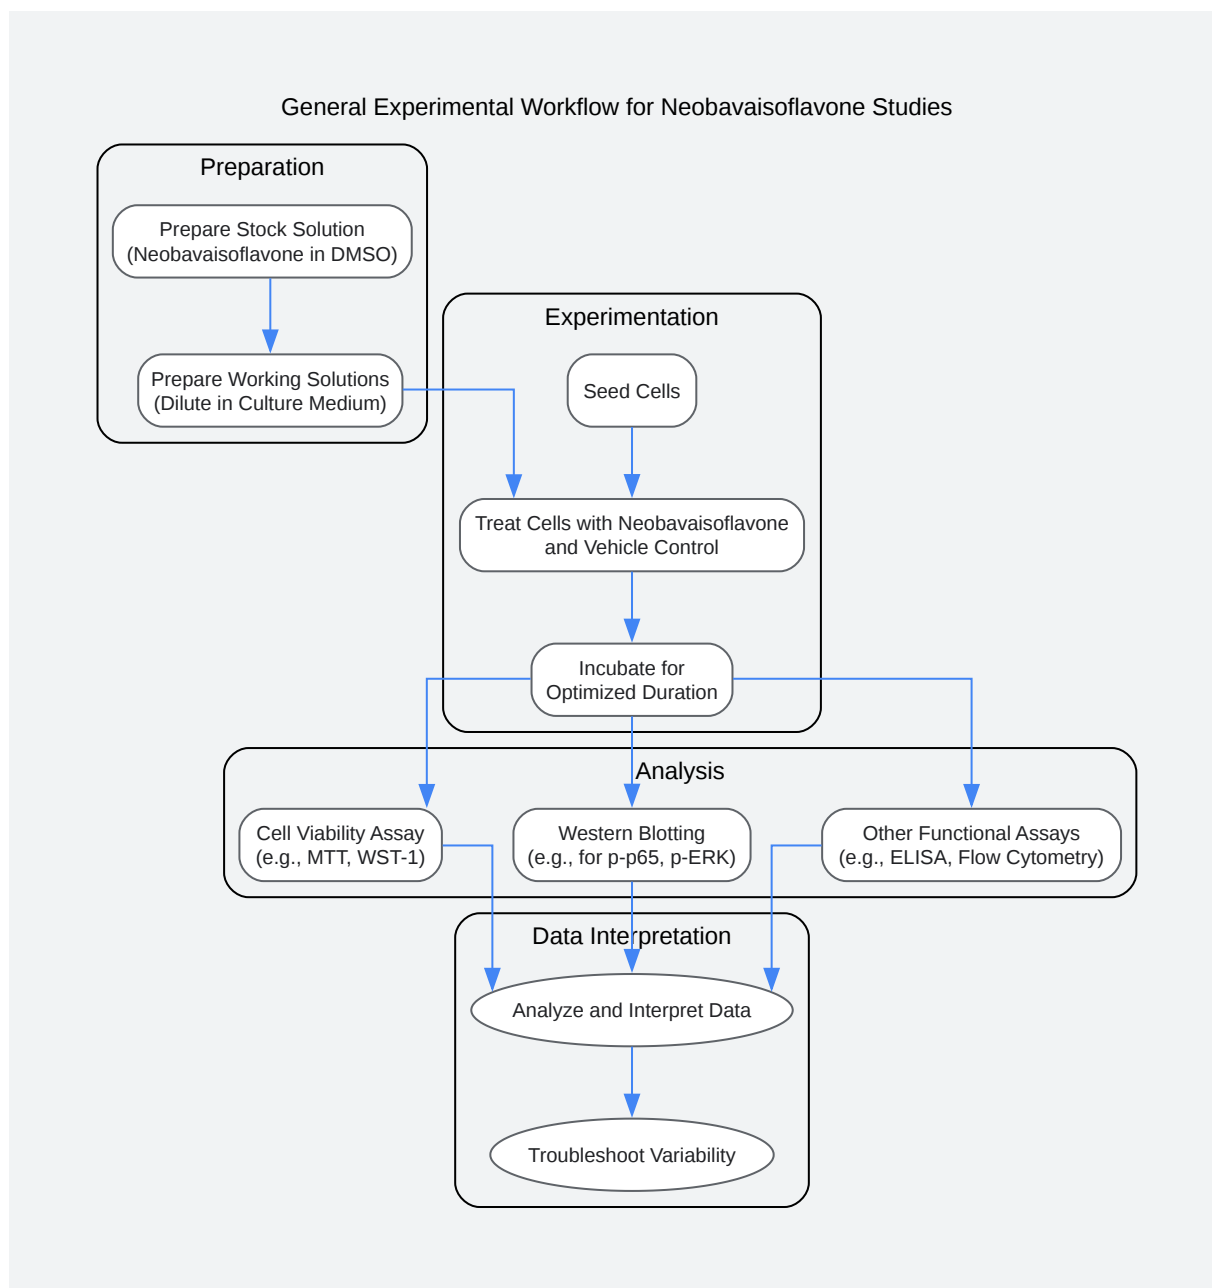 General Experimental Workflow for Neobavaisoflavone Studies
Preparation
Prepare Stock Solution
(Neobavaisoflavone in DMSO)
Prepare Working Solutions
(Dilute in Culture Medium)
Experimentation
Seed Cells
Treat Cells with Neobavaisoflavone
and Vehicle Control
Incubate for
Optimized Duration
Analysis
Cell Viability Assay
(e.g., MTT, WST-1)
Western Blotting
(e.g., for p-p65, p-ERK)
Other Functional Assays
(e.g., ELISA, Flow Cytometry)
Data Interpretation
Analyze and Interpret Data
Troubleshoot Variability